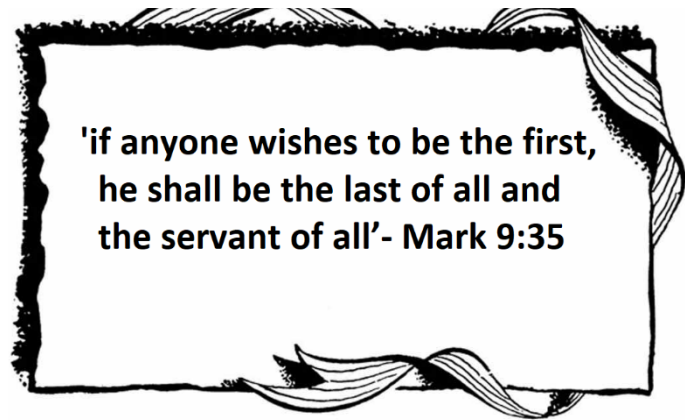 'if anyone wishes to be the first,
he shall be the last of all and
the servant of all’- Mark 9:35